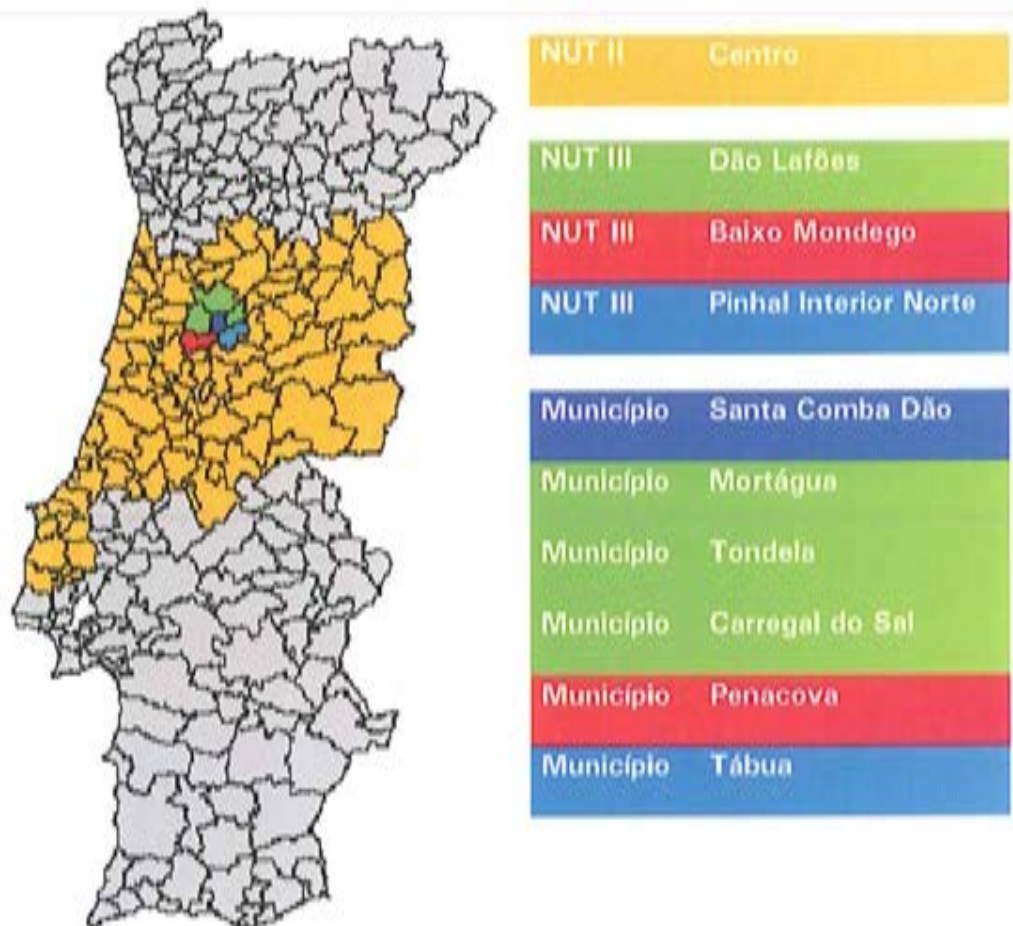 NUT II Centro
NUT III Dão Lafões
NUT III Baixo Mondego
NUT III Pinhal Interior Norte
Município Santa Comba Dão
Município Mortágua
Município Tondela
Município Carregal do Sal
Município Penacova
Município Tábua